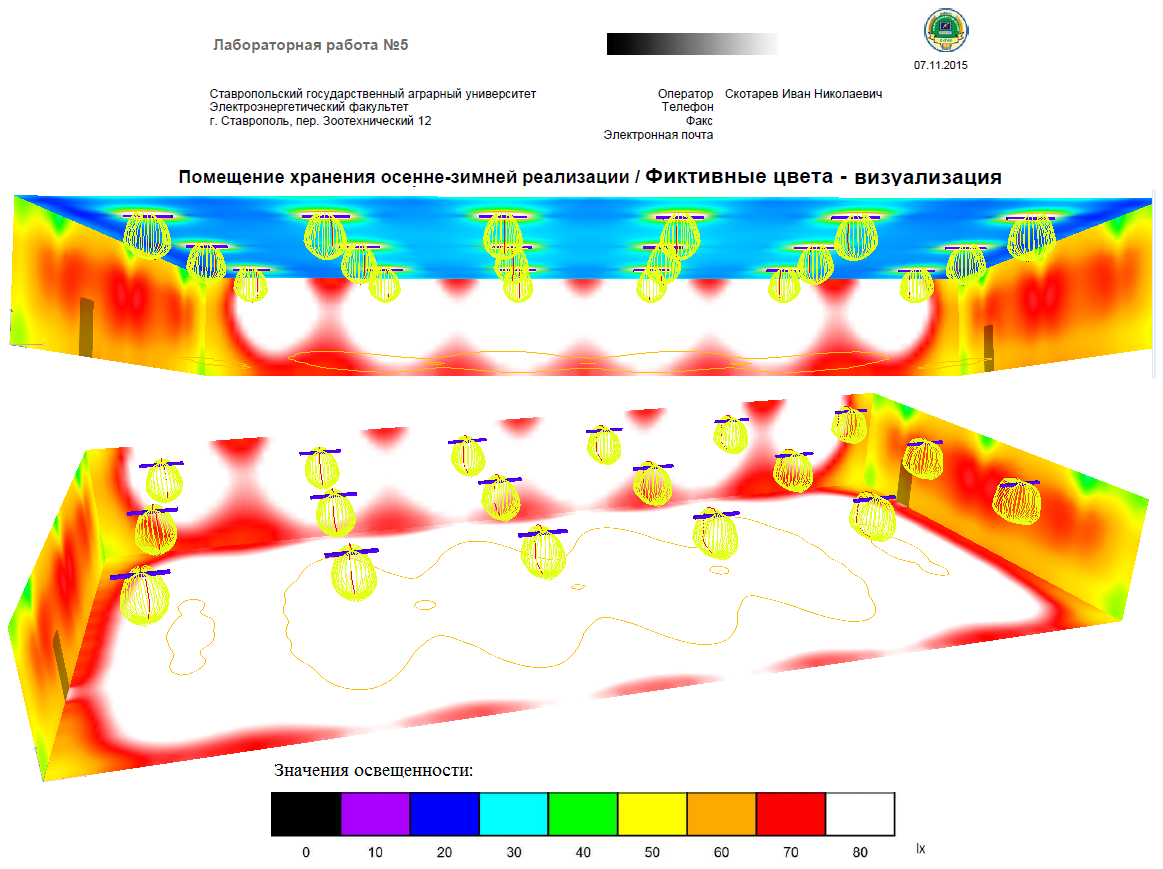 Лабораторная работа №5
07.11.2015
Ставропольский государственный аграрный университет
Электроэнергетический факультет
г. Ставрополь, пер. Зоотехнический 12
Оператор Скотарев Иван Николаевич
Телефон
Факс
Электронная почта
Помещение хранения осенне-зимней реализации / Фиктивные цвета - визуализация
Значения освещенности:
0 10 20 30 40 50 60 70 80 lx